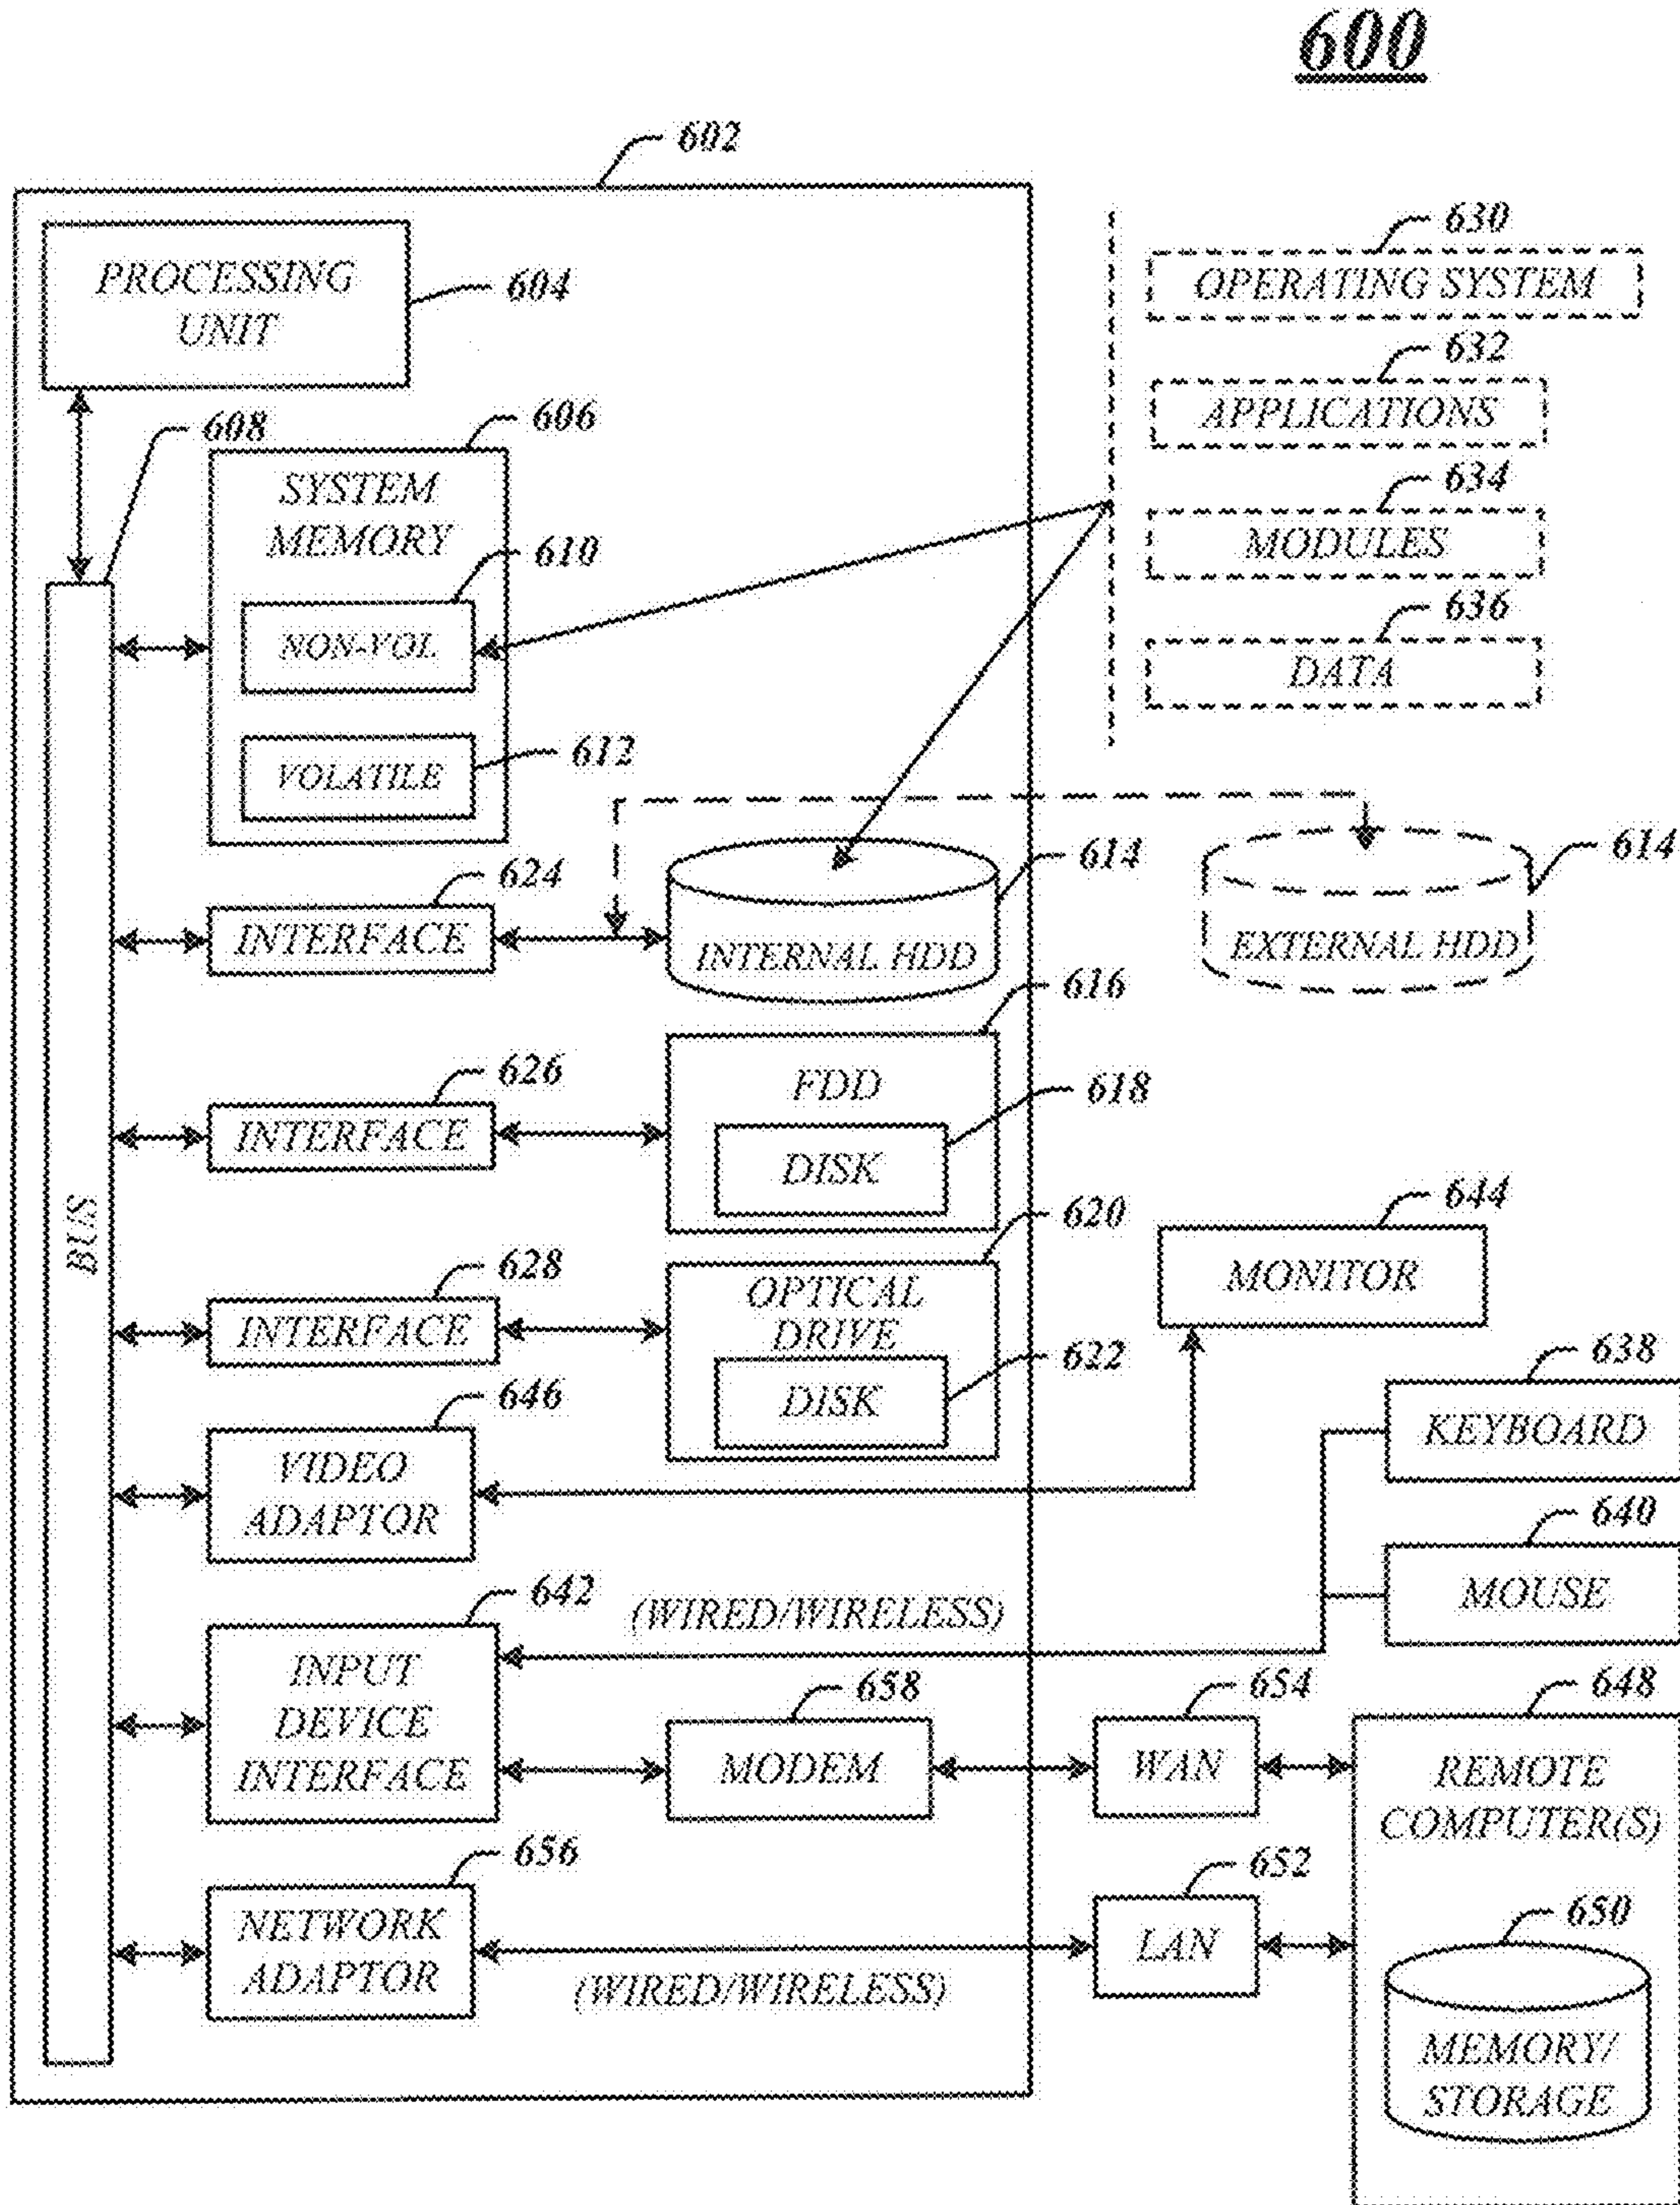 600
602
PROCESSING
UNIT
604
630
OPERATING SYSTEM
632
APPLICATIONS
634
MODULES
636
DATA
608
606
SYSTEM
MEMORY
610
NON-VOL
612
VOLATILE
624
INTERFACE
614
INTERNAL HDD
614
EXTERNAL HDD
616
FDD
618
DISK
626
INTERFACE
BUS
620
OPTICAL
DRIVE
622
DISK
628
INTERFACE
644
MONITOR
638
KEYBOARD
646
VIDEO
ADAPTOR
640
MOUSE
642
INPUT
DEVICE
INTERFACE
(WIRED/WIRELESS)
658
MODEM
654
WAN
648
REMOTE
COMPUTER(S)
656
NETWORK
ADAPTOR
(WIRED/WIRELESS)
652
LAN
650
MEMORY/
STORAGE